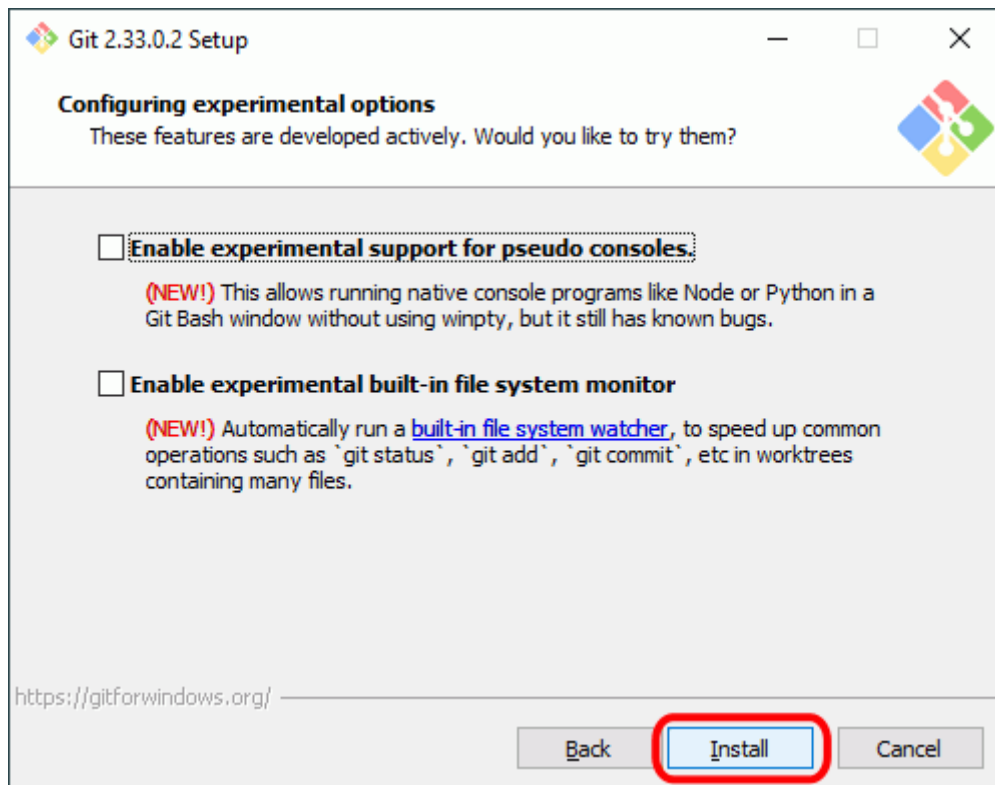 Git 2.33.0.2 Setup
Configuring experimental options
These features are developed actively. Would you like to try them?
Enable experimental support for pseudo consoles.
(NEW!) This allows running native console programs like Node or Python in a
Git Bash window without using winpty, but it still has known bugs.
Enable experimental built-in file system monitor
(NEW!) Automatically run a built-in file system watcher, to speed up common
operations such as `git status`, `git add`, `git commit`, etc in worktrees
containing many files.
https://gitforwindows.org/
Back
Install
Cancel